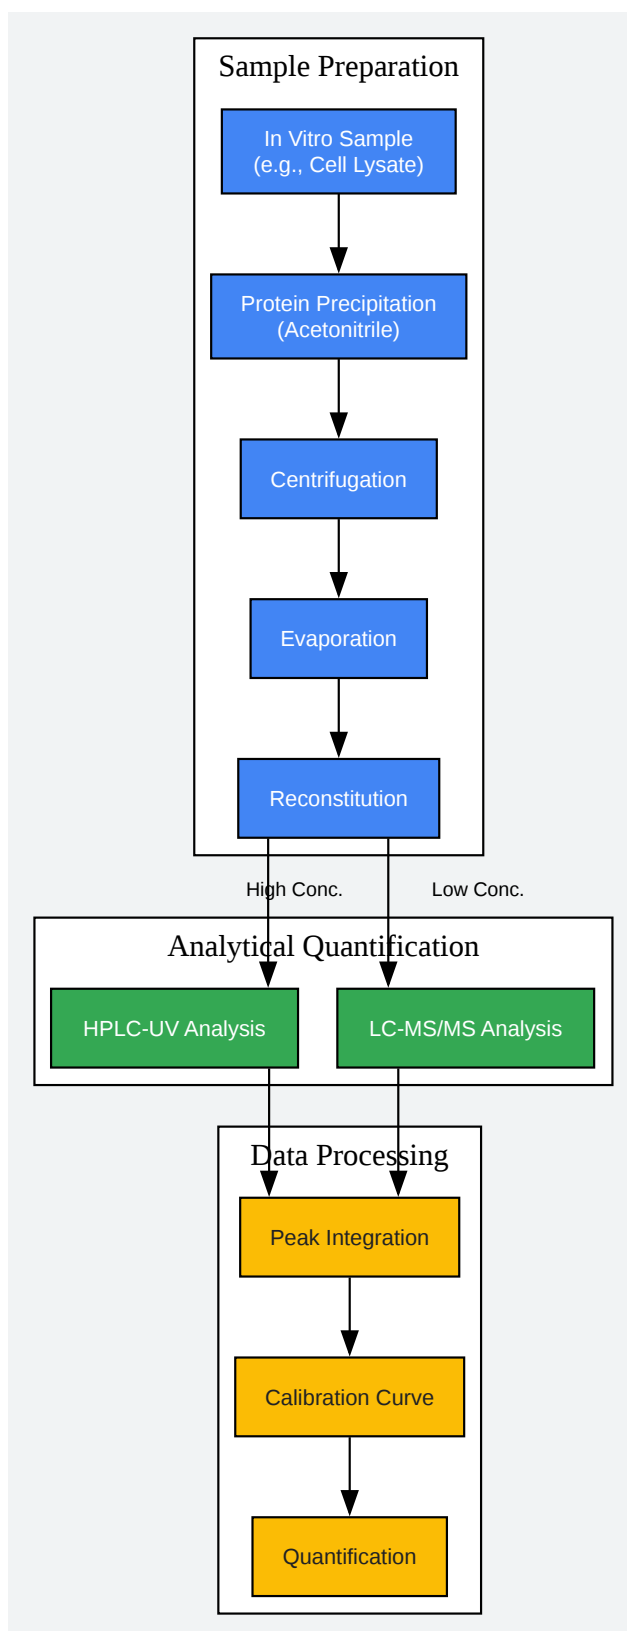 Sample Preparation
In Vitro Sample
(e.g., Cell Lysate)
Protein Precipitation
(Acetonitrile)
Centrifugation
Evaporation
Reconstitution
High Conc.
Low Conc.
Analytical Quantification
HPLC-UV Analysis
LC-MS/MS Analysis
Data Processing
Peak Integration
Calibration Curve
Quantification